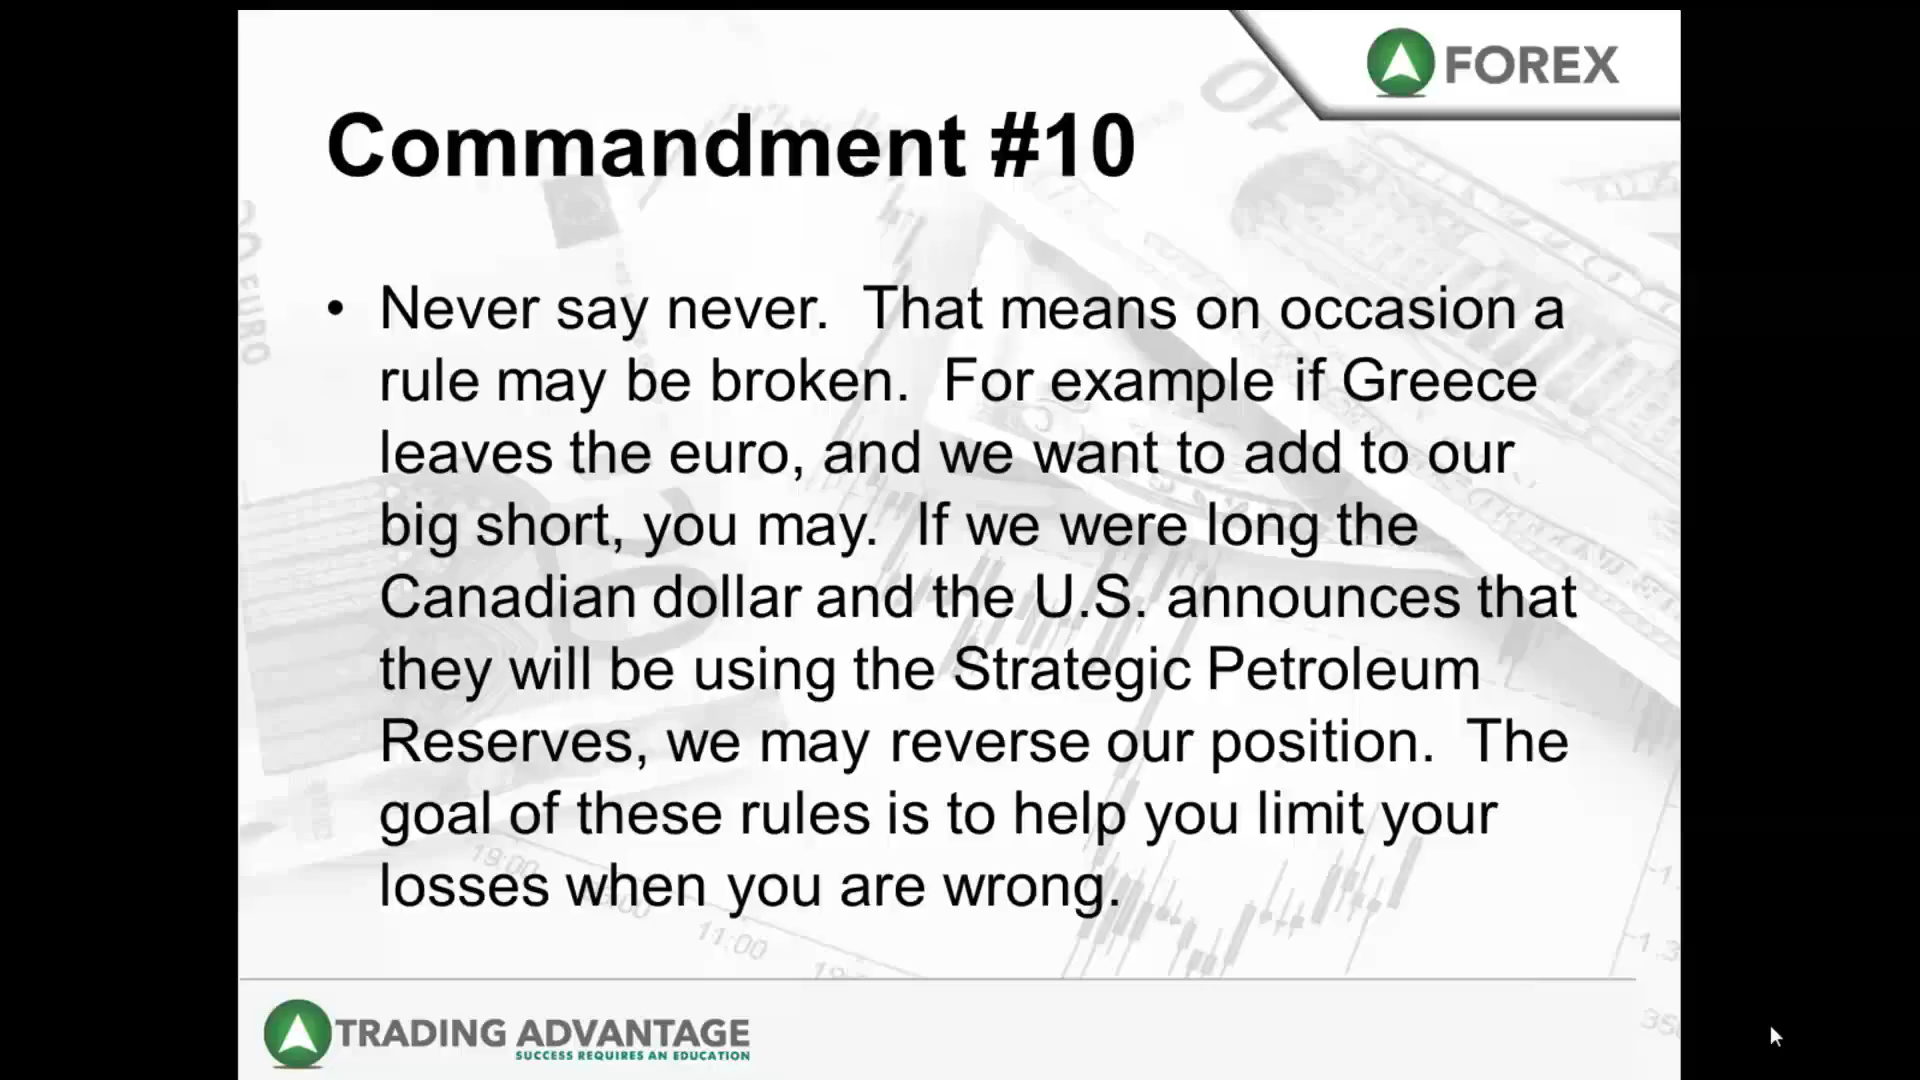 FOREX
Commandment #10
• Never say never.  That means on occasion a
rule may be broken.  For example if Greece
leaves the euro, and we want to add to our
big short, you may.  If we were long the
Canadian dollar and the U.S. announces that
they will be using the Strategic Petroleum
Reserves, we may reverse our position.  The
goal of these rules is to help you limit your
losses when you are wrong.
19:00
11:00
TRADING ADVANTAGE
SUCCESS REQUIRES AN EDUCATION